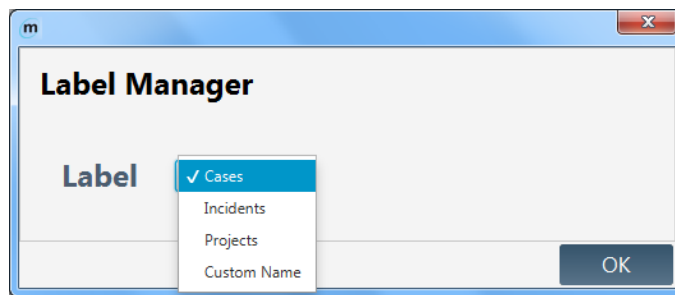 m
x
Label Manager
Label
✓ Cases
Incidents
Projects
Custom Name
OK